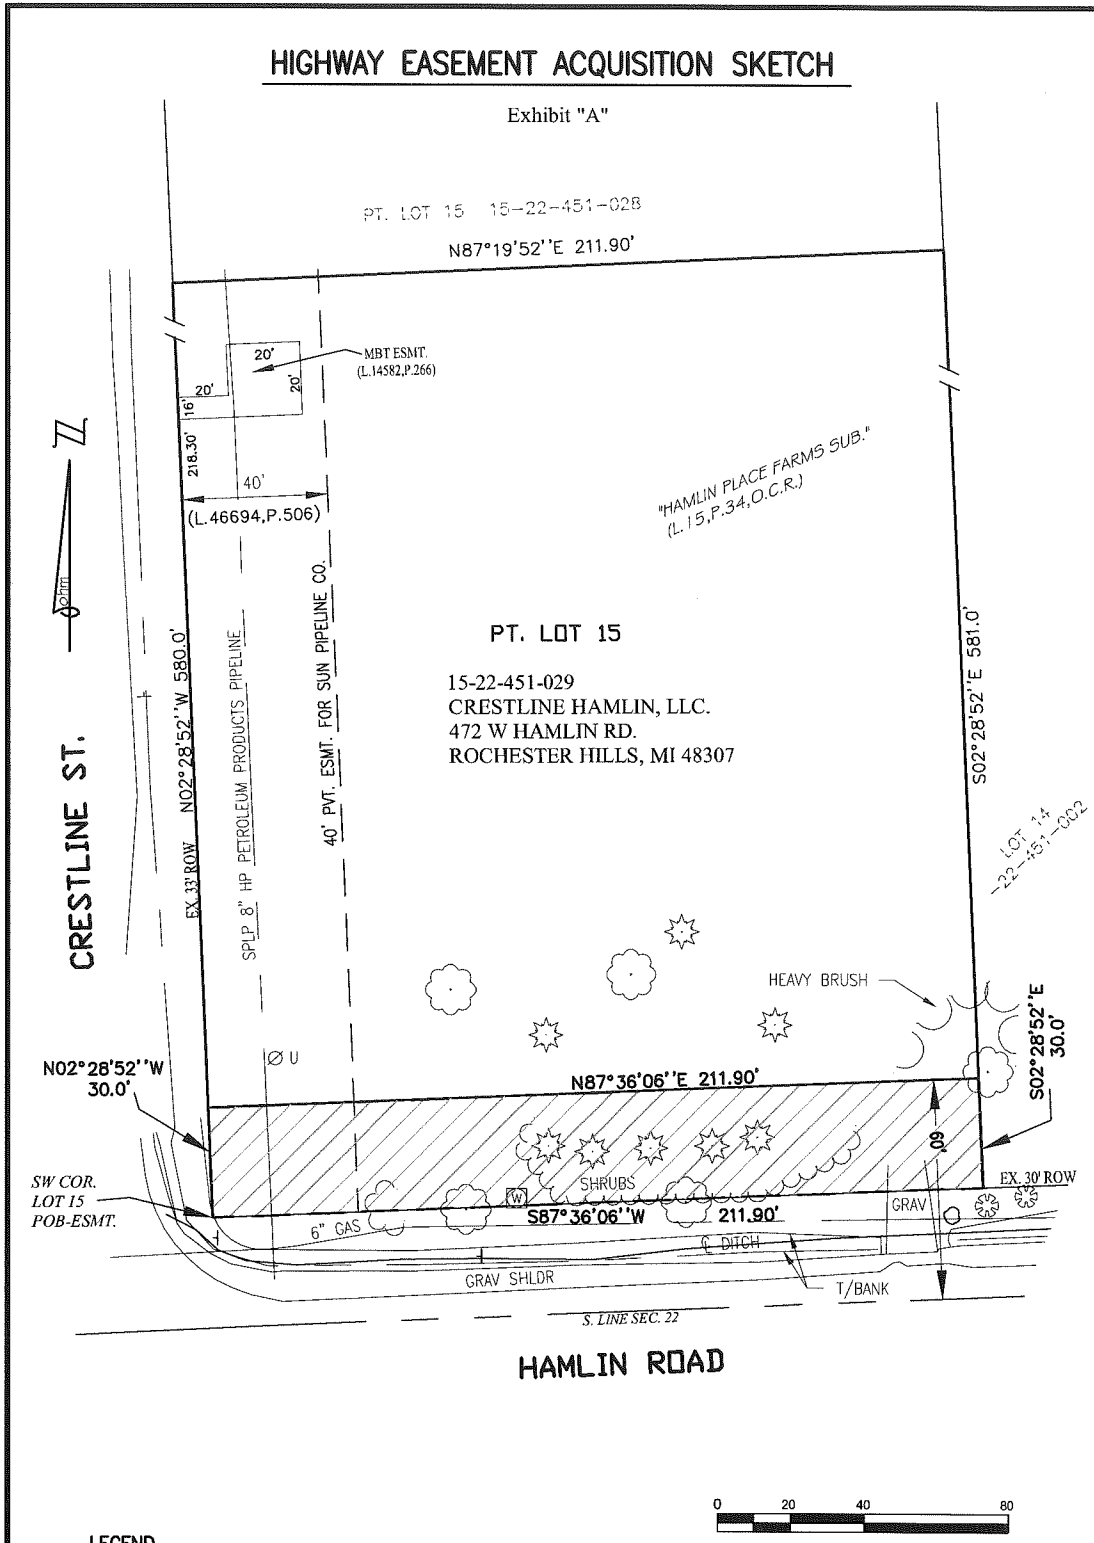 HIGHWAY EASEMENT ACQUISITION SKETCH
Exhibit "A"
PT. LOT 15 15-22-451-028
N87°19'52''E 211.90'
20'
MBT ESMT.
(L.14582,P.266)
20'
20'
16'
218.30'
40'
(L.46694,P.506)
"HAMLIN PLACE FARMS SUB."
(L.15,P.34,O.C.R.)
N
ohm
CRESTLINE ST.
EX. 33' ROW
N02°28'52''W 580.0'
SPLP 8" HP PETROLEUM PRODUCTS PIPELINE
40' PVT. ESMT. FOR SUN PIPELINE CO.
PT. LOT 15
15-22-451-029
CRESTLINE HAMLIN, LLC.
472 W HAMLIN RD.
ROCHESTER HILLS, MI 48307
S02°28'52''E 581.0'
LOT 14
-22-451-002
HEAVY BRUSH
S02°28'52''E
30.0'
U
N02°28'52''W
30.0'
N87°36'06''E 211.90'
60'
SW COR.
LOT 15
POB-ESMT.
SHRUBS
W
EX. 30' ROW
GRAV
6" GAS
S87°36'06''W 211.90'
℄ DITCH
GRAV SHLDR
T/BANK
S. LINE SEC. 22
HAMLIN ROAD
0 20 40 80
LEGEND